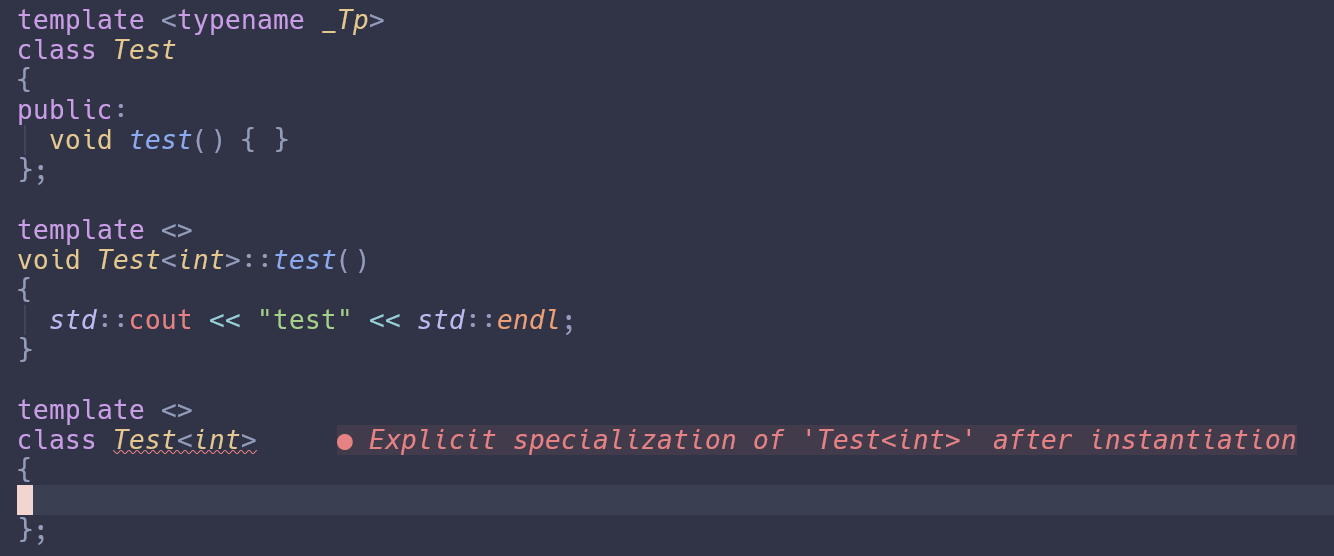 template <typename _Tp>
class Test
{
public:
  void test() { }
};

template <>
void Test<int>::test()
{
  std::cout << "test" << std::endl;
}

template <>
class Test<int>     ● Explicit specialization of 'Test<int>' after instantiation
{

};